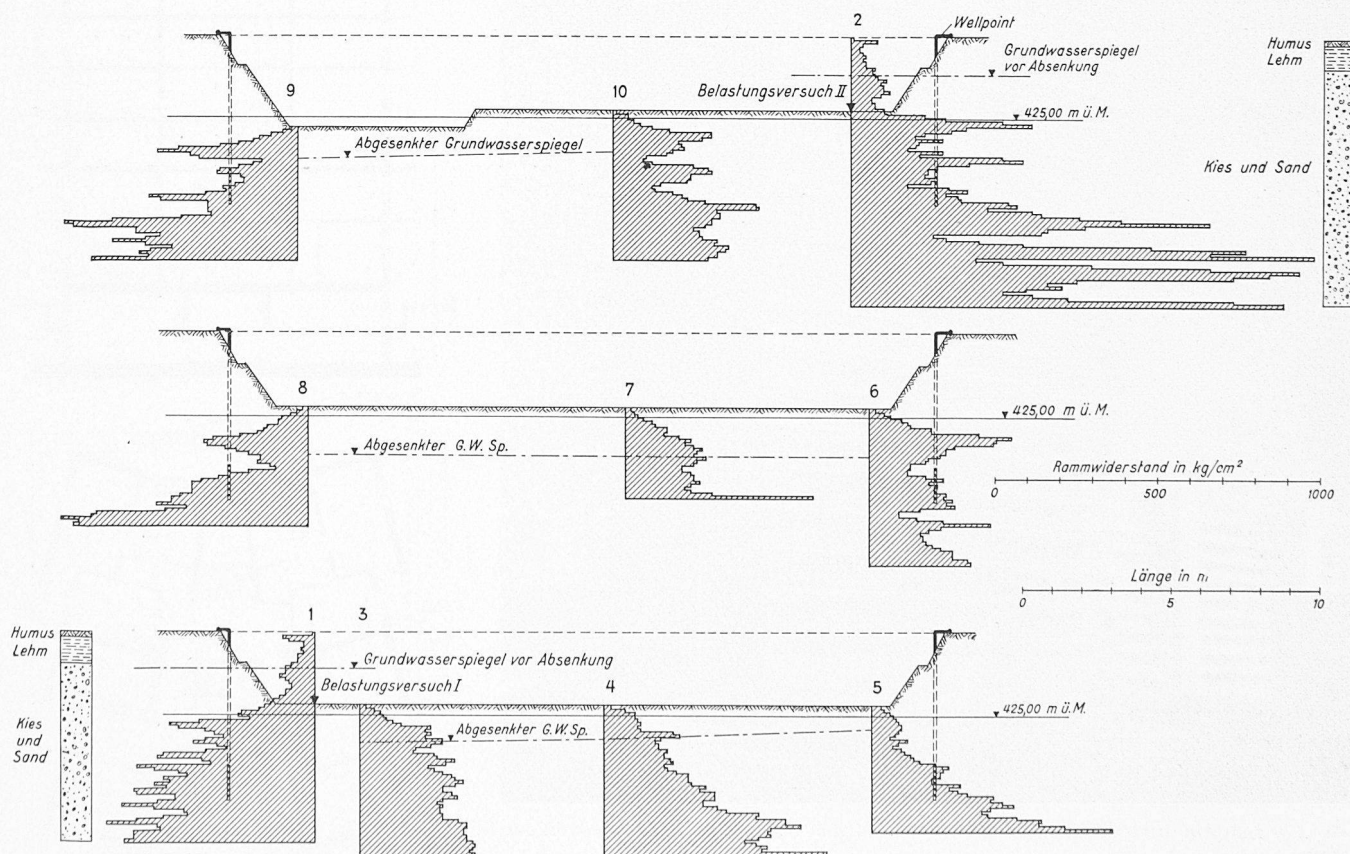 2
Wellpoint
Grundwasserspiegel
vor Absenkung
Humus
Lehm
9
10
Belastungsversuch II
425,00 m ü.M.
Abgesenkter Grundwasserspiegel
Kies und Sand
8
7
6
425,00 m ü.M.
Abgesenkter G.W.Sp.
Rammwiderstand in kg/cm²
0 500 1000
Länge in m
0 5 10
1
3
Humus
Lehm
Grundwasserspiegel vor Absenkung
Belastungsversuch I
4
5
425,00 m ü.M.
Kies
und
Sand
Abgesenkter G.W.Sp.